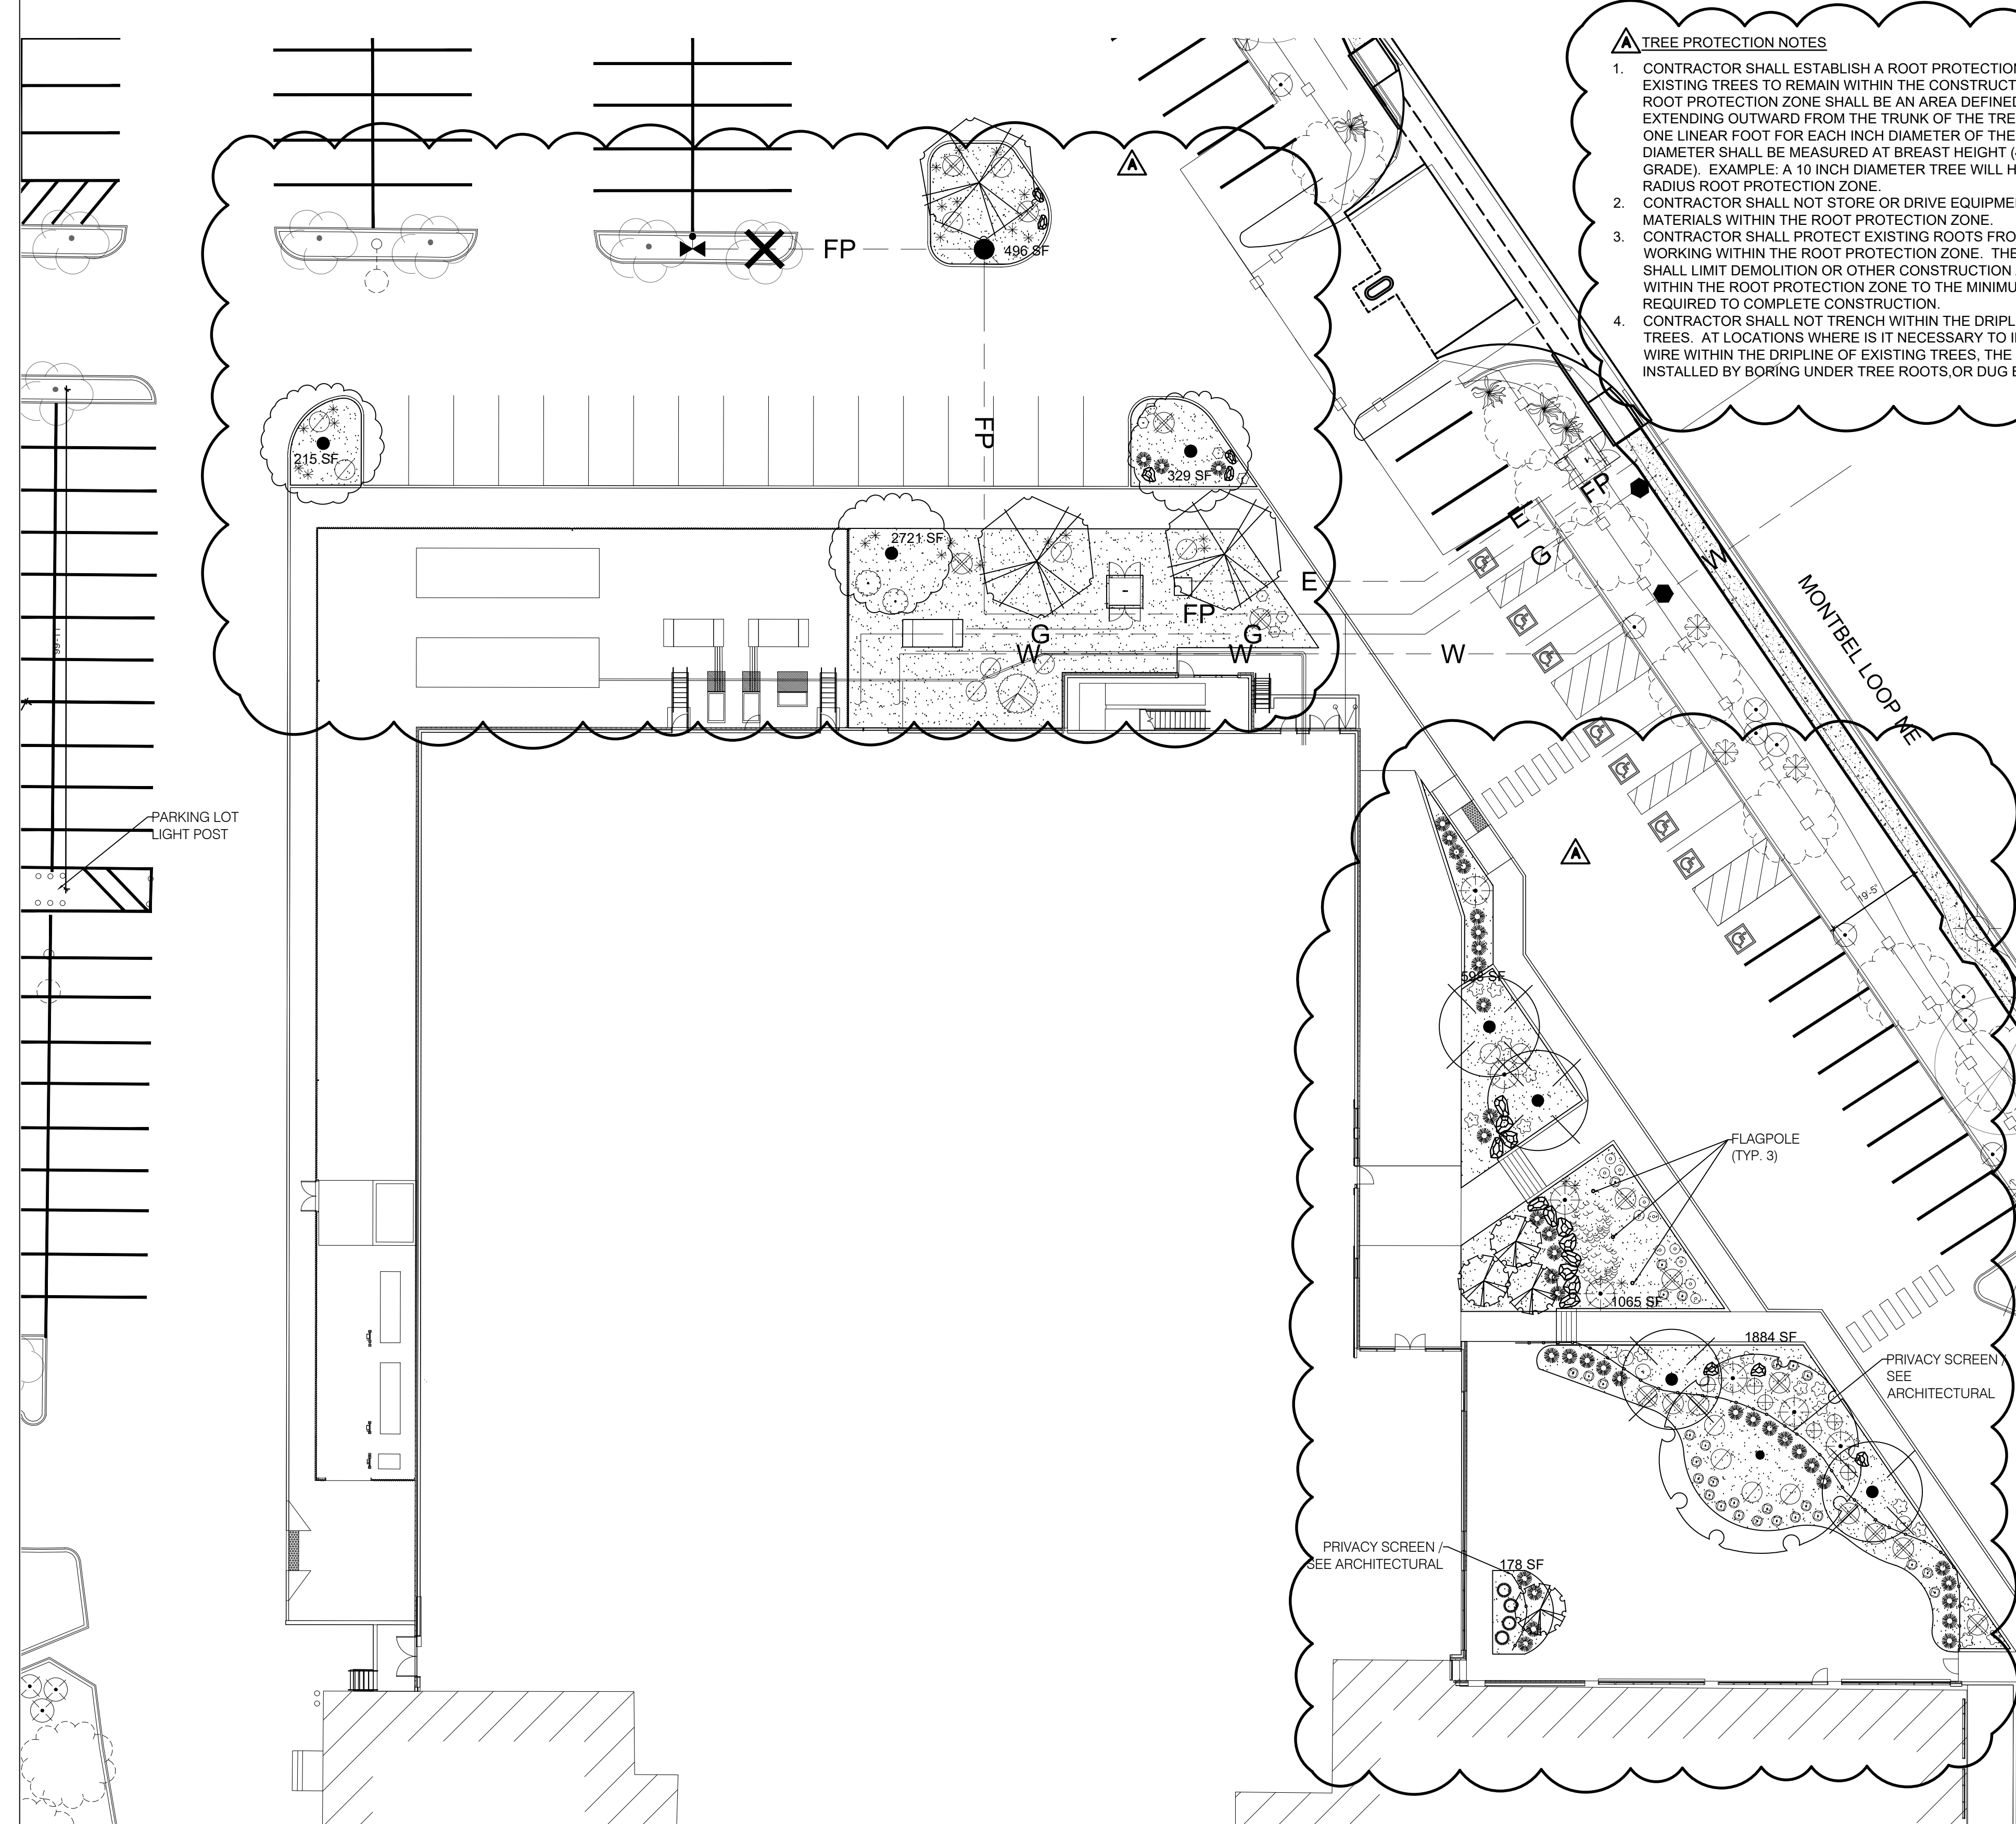 A
TREE PROTECTION NOTES
1. CONTRACTOR SHALL ESTABLISH A ROOT PROTECTION
EXISTING TREES TO REMAIN WITHIN THE CONSTRUCT
ROOT PROTECTION ZONE SHALL BE AN AREA DEFINED
EXTENDING OUTWARD FROM THE TRUNK OF THE TRE
ONE LINEAR FOOT FOR EACH INCH DIAMETER OF THE
DIAMETER SHALL BE MEASURED AT BREAST HEIGHT (
GRADE). EXAMPLE: A 10 INCH DIAMETER TREE WILL H
RADIUS ROOT PROTECTION ZONE.
2. CONTRACTOR SHALL NOT STORE OR DRIVE EQUIPME
MATERIALS WITHIN THE ROOT PROTECTION ZONE.
3. CONTRACTOR SHALL PROTECT EXISTING ROOTS FRO
WORKING WITHIN THE ROOT PROTECTION ZONE. THE
SHALL LIMIT DEMOLITION OR OTHER CONSTRUCTION
WITHIN THE ROOT PROTECTION ZONE TO THE MINIMU
REQUIRED TO COMPLETE CONSTRUCTION.
4. CONTRACTOR SHALL NOT TRENCH WITHIN THE DRIPL
TREES. AT LOCATIONS WHERE IS IT NECESSARY TO I
WIRE WITHIN THE DRIPLINE OF EXISTING TREES, THE
INSTALLED BY BORING UNDER TREE ROOTS,OR DUG B
A
FP
496 SF
FP
215 SF
329 SF
FP
E
2721 SF
G
W
E
FP
G
G
W
W
W
MONTBEL LOOP NE
99'-11"
PARKING LOT
LIGHT POST
A
19'-5"
593 SF
FLAGPOLE
(TYP. 3)
1065 SF
1884 SF
PRIVACY SCREEN /
SEE
ARCHITECTURAL
PRIVACY SCREEN /
SEE ARCHITECTURAL
178 SF